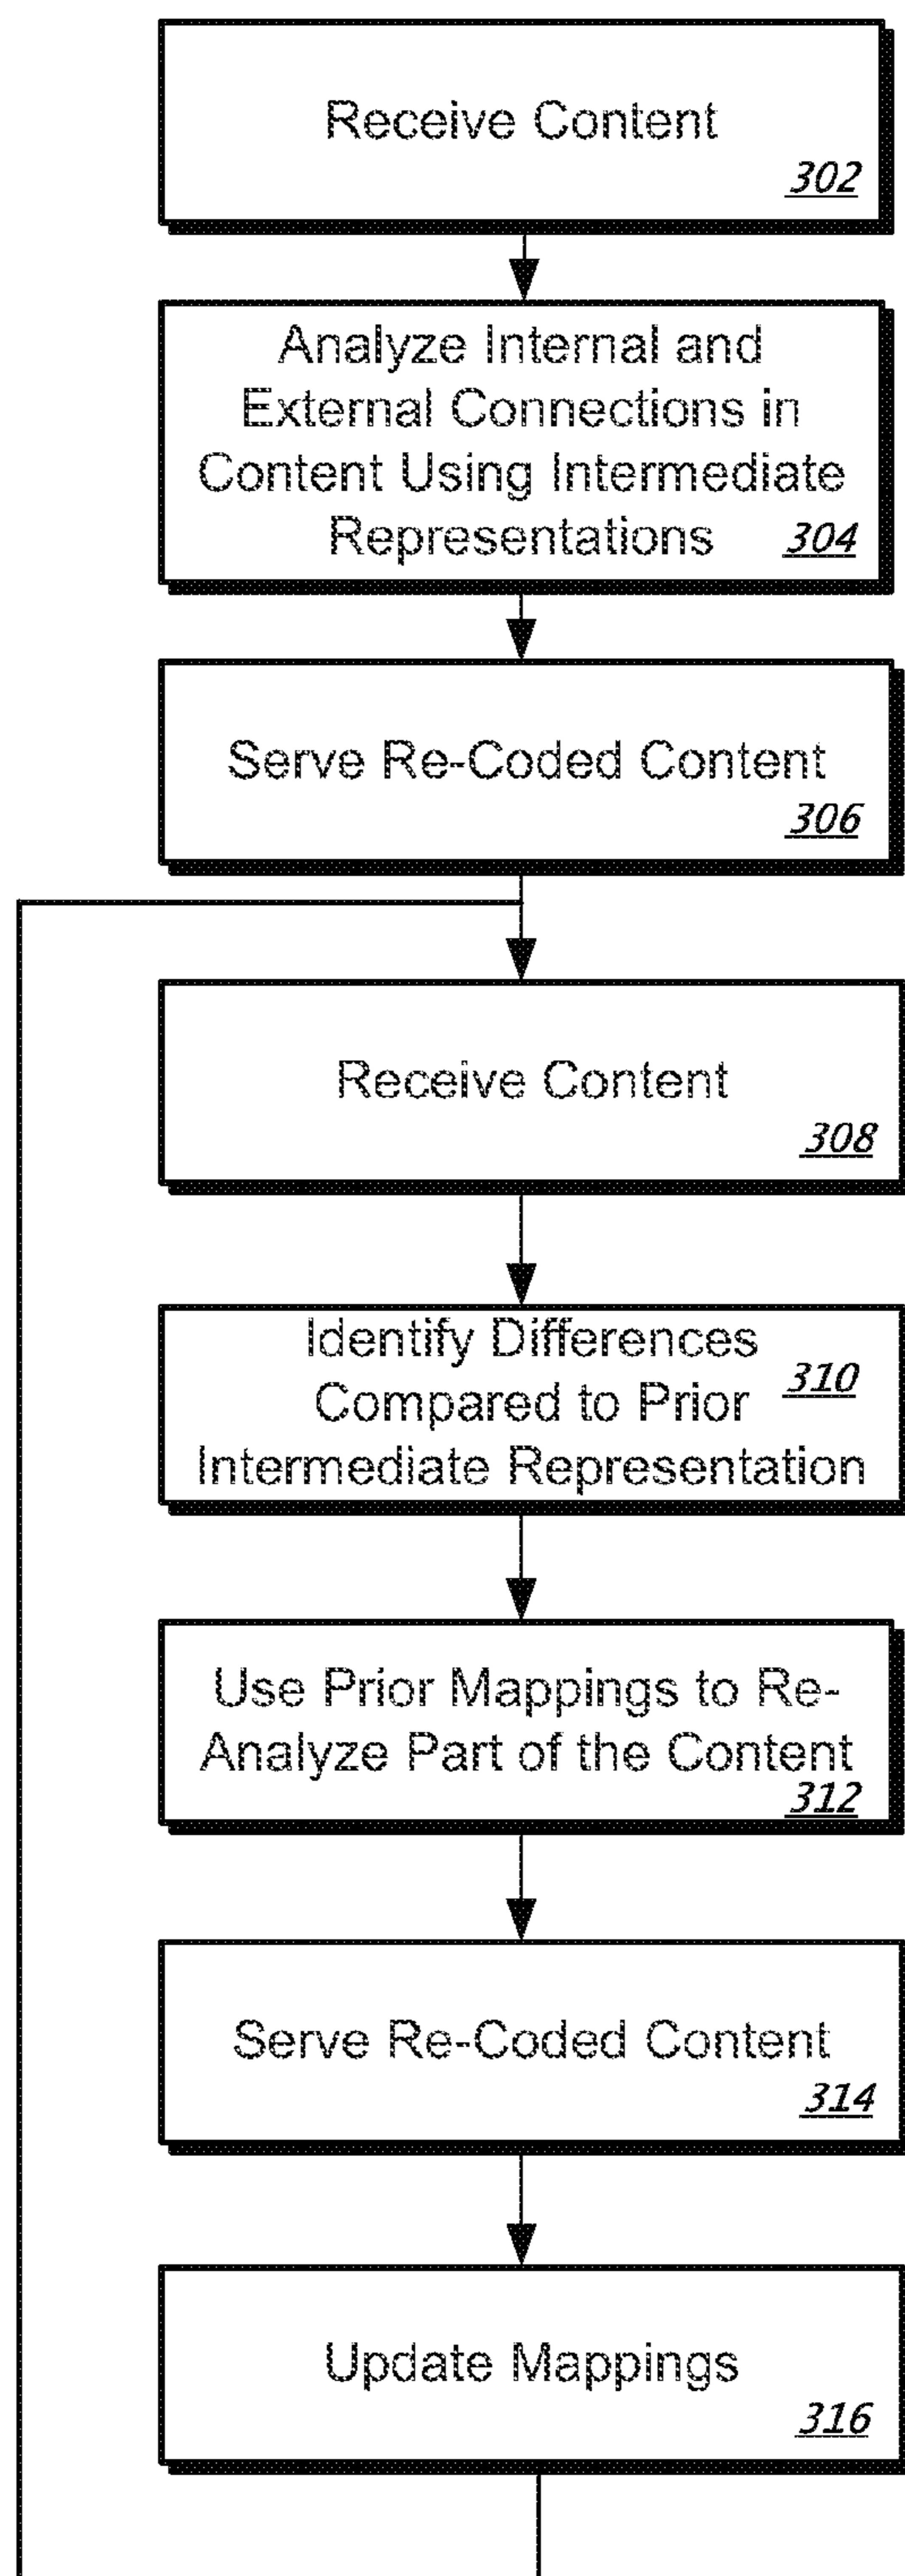 Receive Content
302
Analyze Internal and
External Connections in
Content Using Intermediate
Representations 304
Serve Re-Coded Content
306
Receive Content
308
Identify Differences
310
Compared to Prior
Intermediate Representation
Use Prior Mappings to Re-
Analyze Part of the Content
312
Serve Re-Coded Content
314
Update Mappings
316